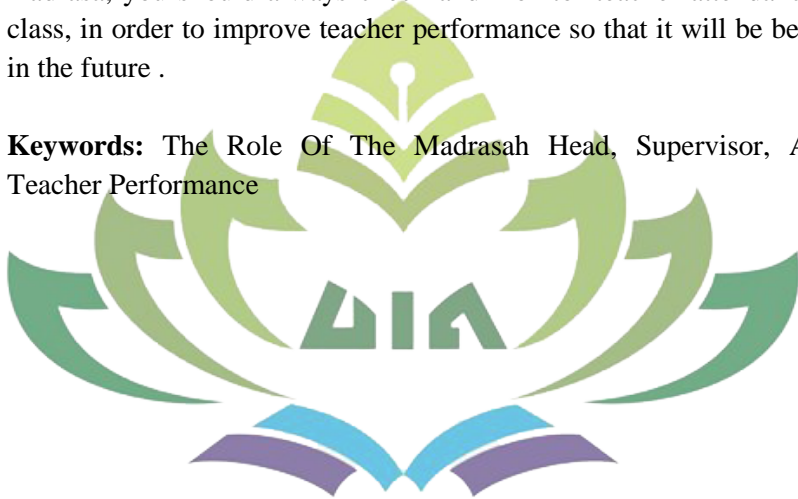 class, in order to improve teacher performance so that it will be be
in the future .
Keywords: The Role Of The Madrasah Head, Supervisor, A
Teacher Performance
UIN